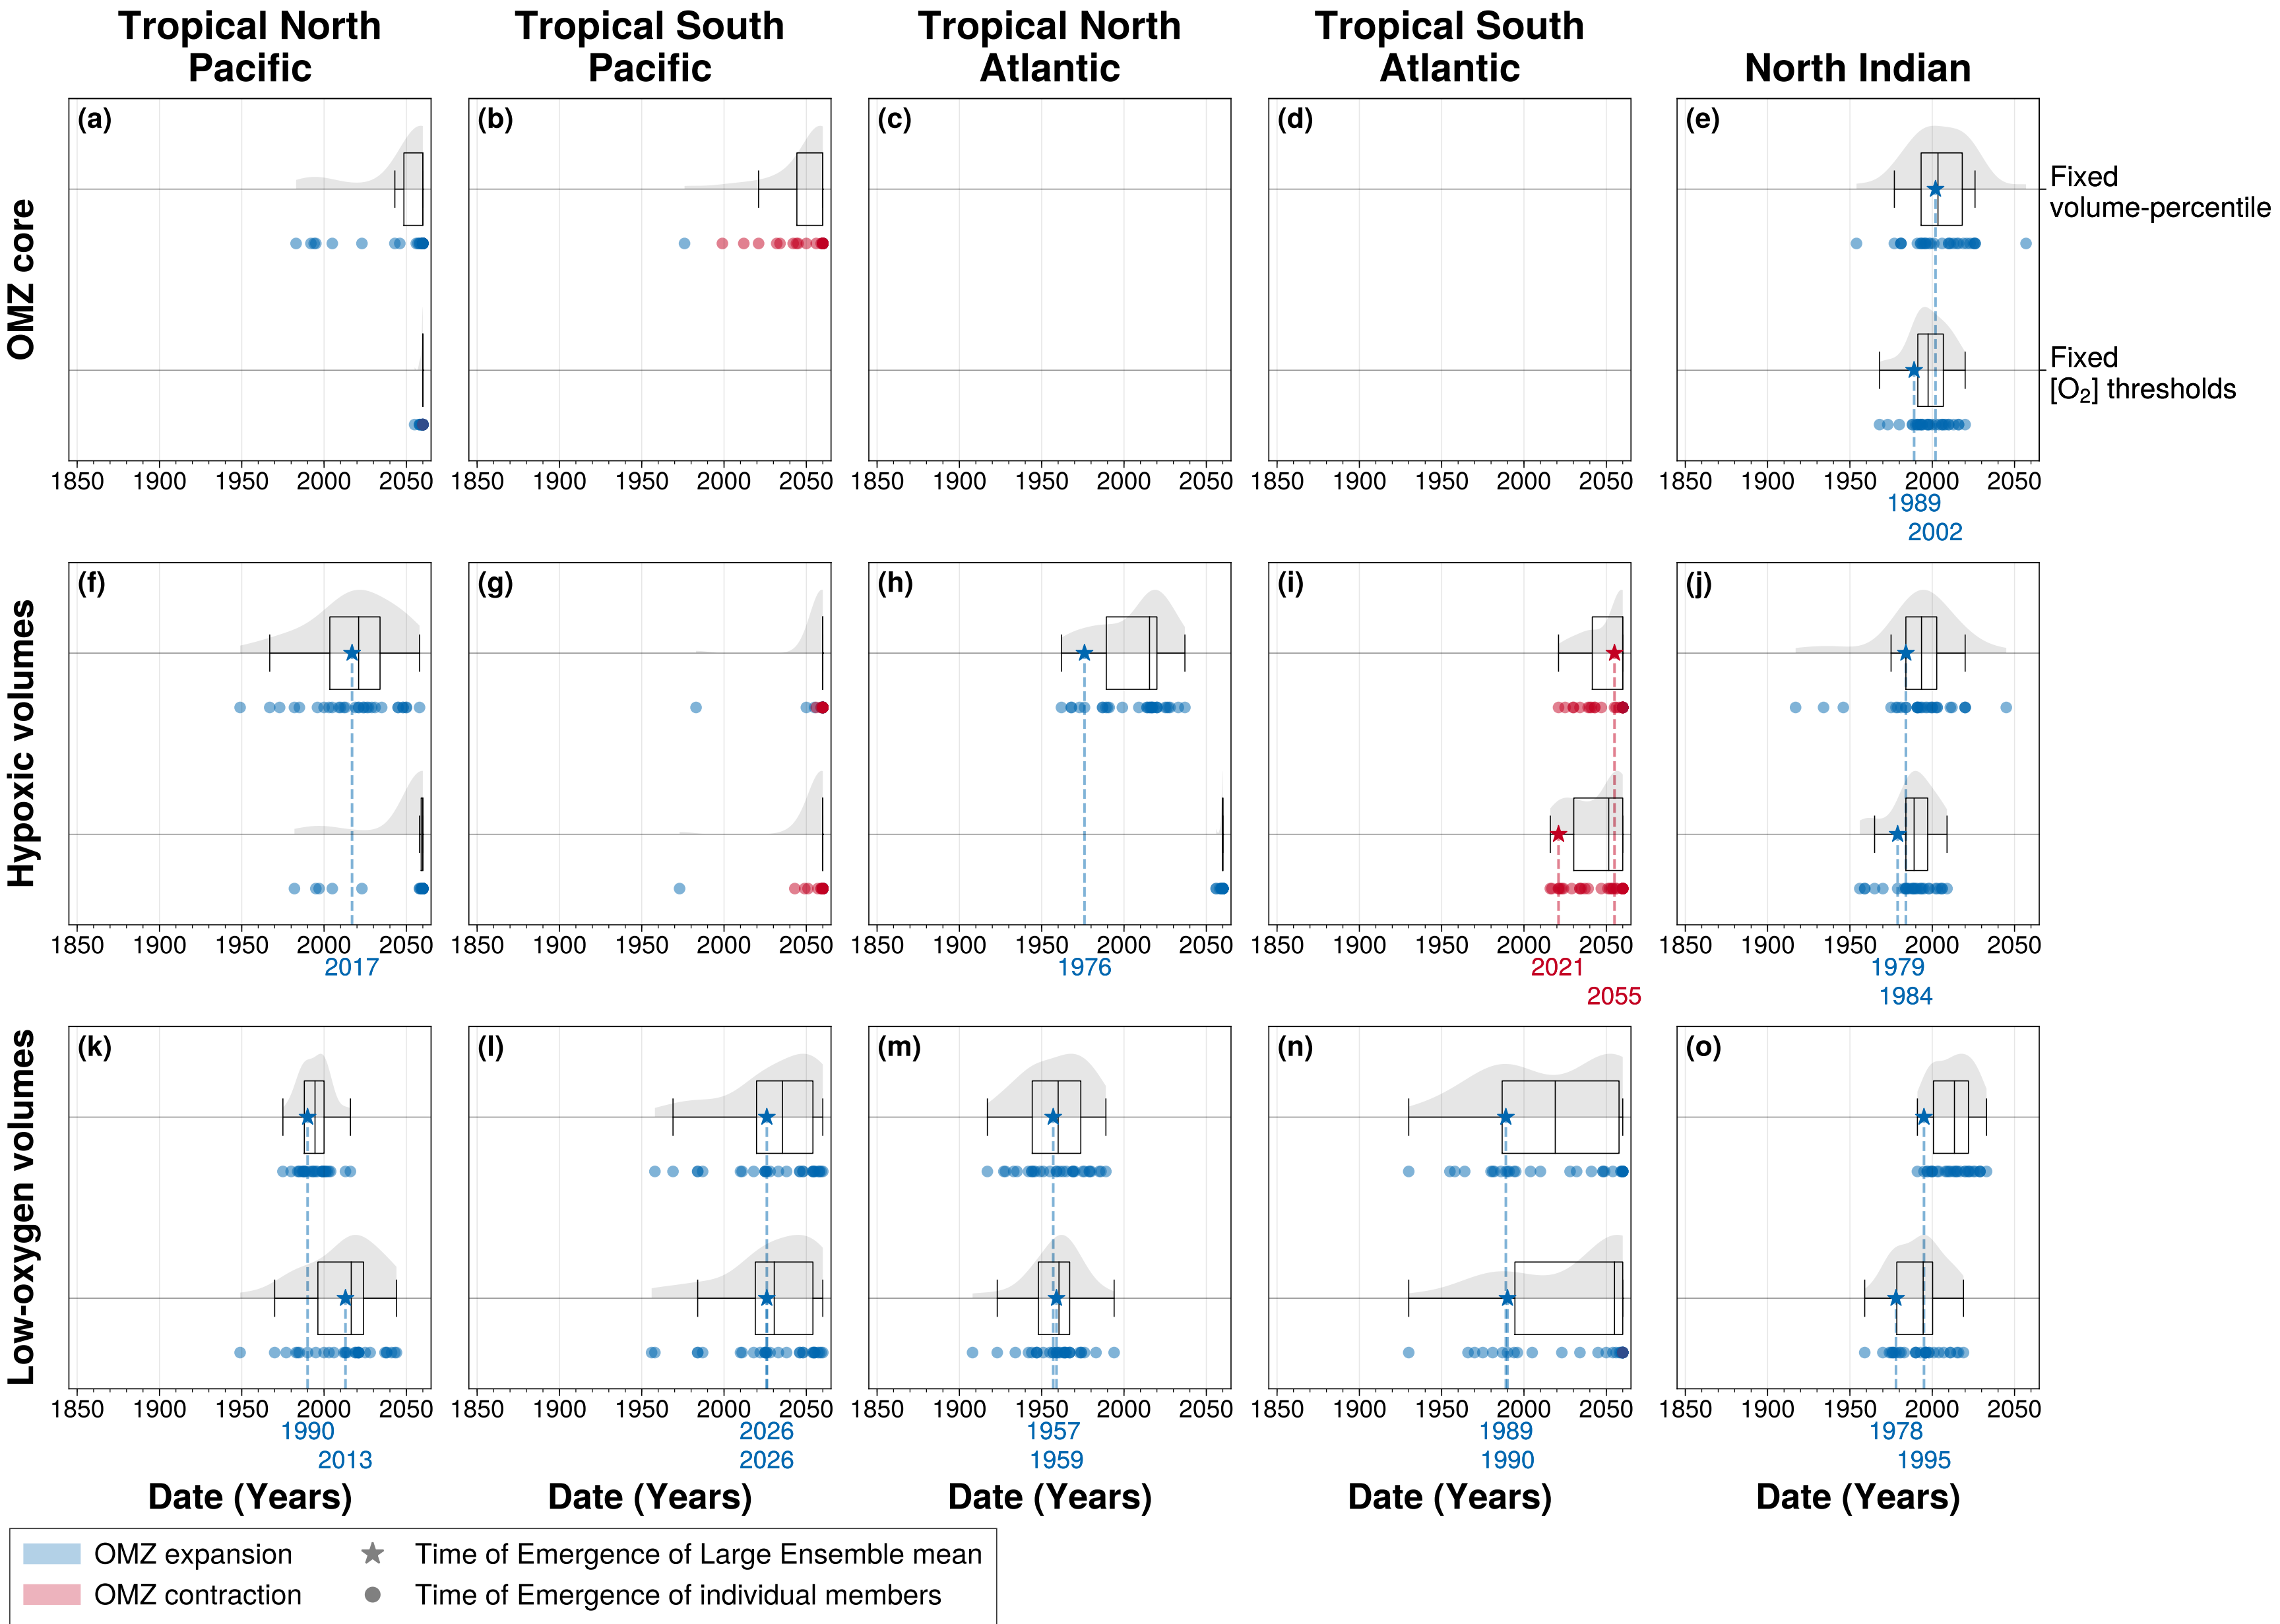 Tropical North
Pacific
Tropical South
Pacific
Tropical North
Atlantic
Tropical South
Atlantic
North Indian
OMZ core
(a)
(b)
(c)
(d)
(e)
Fixed
volume-percentile
Fixed
[O₂] thresholds
1850 1900 1950 2000 2050
1850 1900 1950 2000 2050
1850 1900 1950 2000 2050
1850 1900 1950 2000 2050
1850 1900 1950 2000 2050
1989
2002
Hypoxic volumes
(f)
(g)
(h)
(i)
(j)
1850 1900 1950 2000 2050
1850 1900 1950 2000 2050
1850 1900 1950 2000 2050
1850 1900 1950 2000 2050
1850 1900 1950 2000 2050
2017
1976
2021
2055
1979
1984
Low-oxygen volumes
(k)
(l)
(m)
(n)
(o)
1850 1900 1950 2000 2050
1850 1900 1950 2000 2050
1850 1900 1950 2000 2050
1850 1900 1950 2000 2050
1850 1900 1950 2000 2050
1990
2013
2026
2026
1957
1959
1989
1990
1978
1995
Date (Years)
Date (Years)
Date (Years)
Date (Years)
Date (Years)
OMZ expansion
OMZ contraction
Time of Emergence of Large Ensemble mean
Time of Emergence of individual members